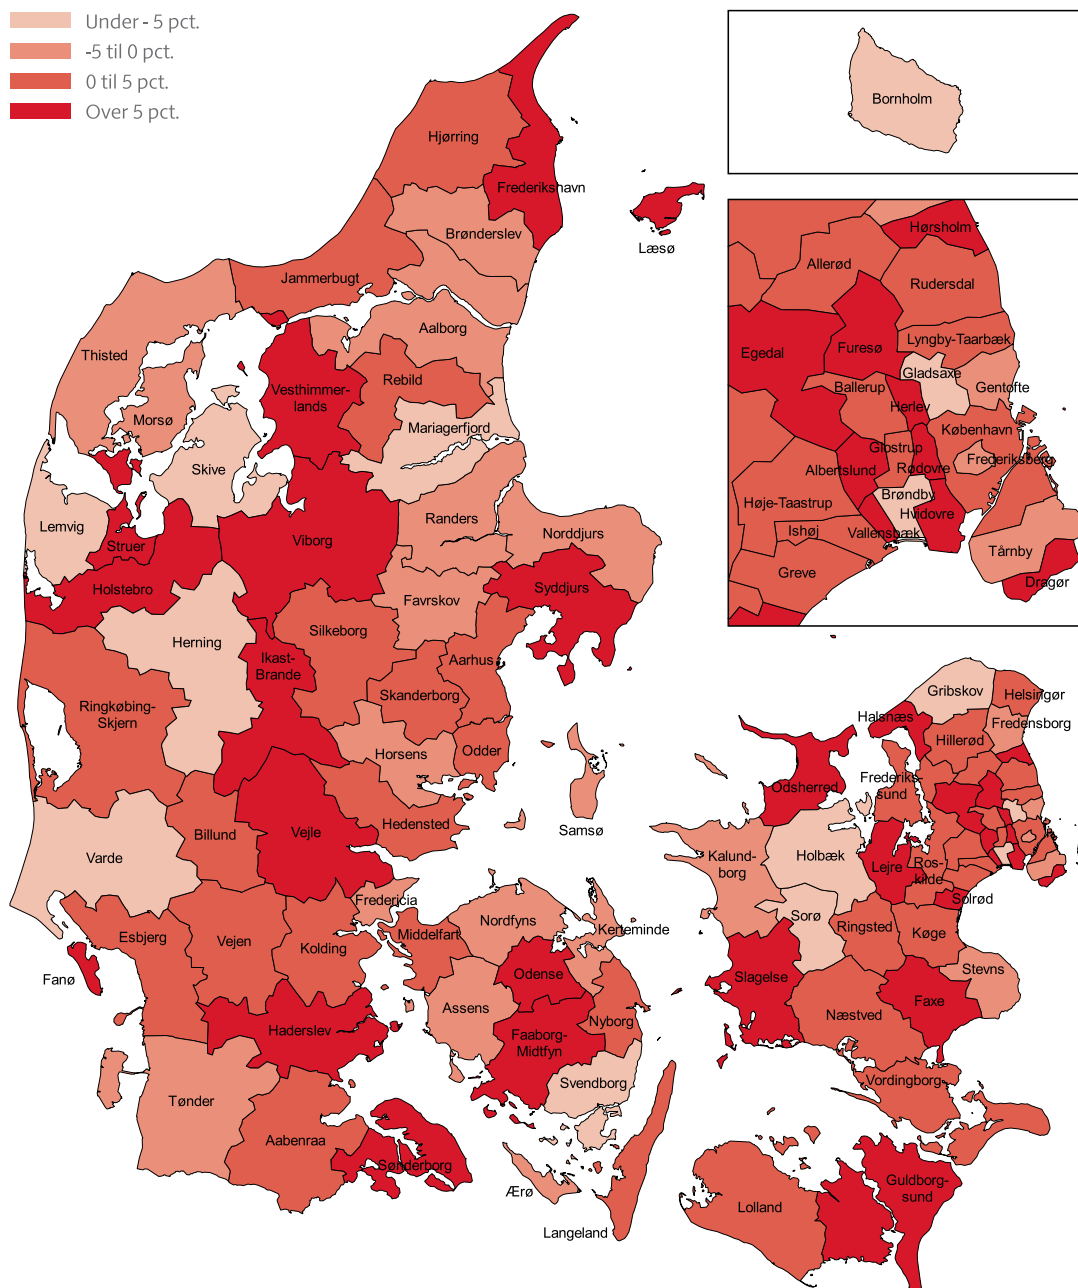 Under - 5 pct.
-5 til 0 pct.
0 til 5 pct.
Over 5 pct.
Hjørring
Frederikshavn
Brønderslev
Læsø
Jammerbugt
Aalborg
Thisted
Vesthimmer-
lands
Rebild
Morsø
Mariagerfjord
Skive
Lemvig
Struer
Viborg
Randers
Norddjurs
Holstebro
Favrskov
Syddjurs
Herning
Silkeborg
Ikast-
Brande
Aarhus
Skanderborg
Ringkøbing-
Skjern
Horsens
Odder
Samsø
Hedensted
Billund
Vejle
Varde
Fredericia
Esbjerg
Vejen
Kolding
Middelfart
Nordfyns
Kerteminde
Fanø
Odense
Assens
Haderslev
Faaborg-
Midtfyn
Nyborg
Svendborg
Tønder
Aabenraa
Sønderborg
Ærø
Langeland
Bornholm
Hørsholm
Allerød
Rudersdal
Egedal
Furesø
Lyngby-Taarbæk
Gladsaxe
Gentofte
Ballerup
Herlev
København
Glostrup
Frederiksberg
Albertslund
Rødovre
Høje-Taastrup
Brøndby
Hvidovre
Ishøj
Vallensbæk
Tårnby
Greve
Dragør
Gribskov
Helsingør
Halsnæs
Fredensborg
Hillerød
Odsherred
Frederiks-
sund
Kalund-
borg
Holbæk
Lejre
Ros-
kilde
Solrød
Sorø
Ringsted
Køge
Stevns
Slagelse
Næstved
Faxe
Vordingborg
Guldborg-
sund
Lolland